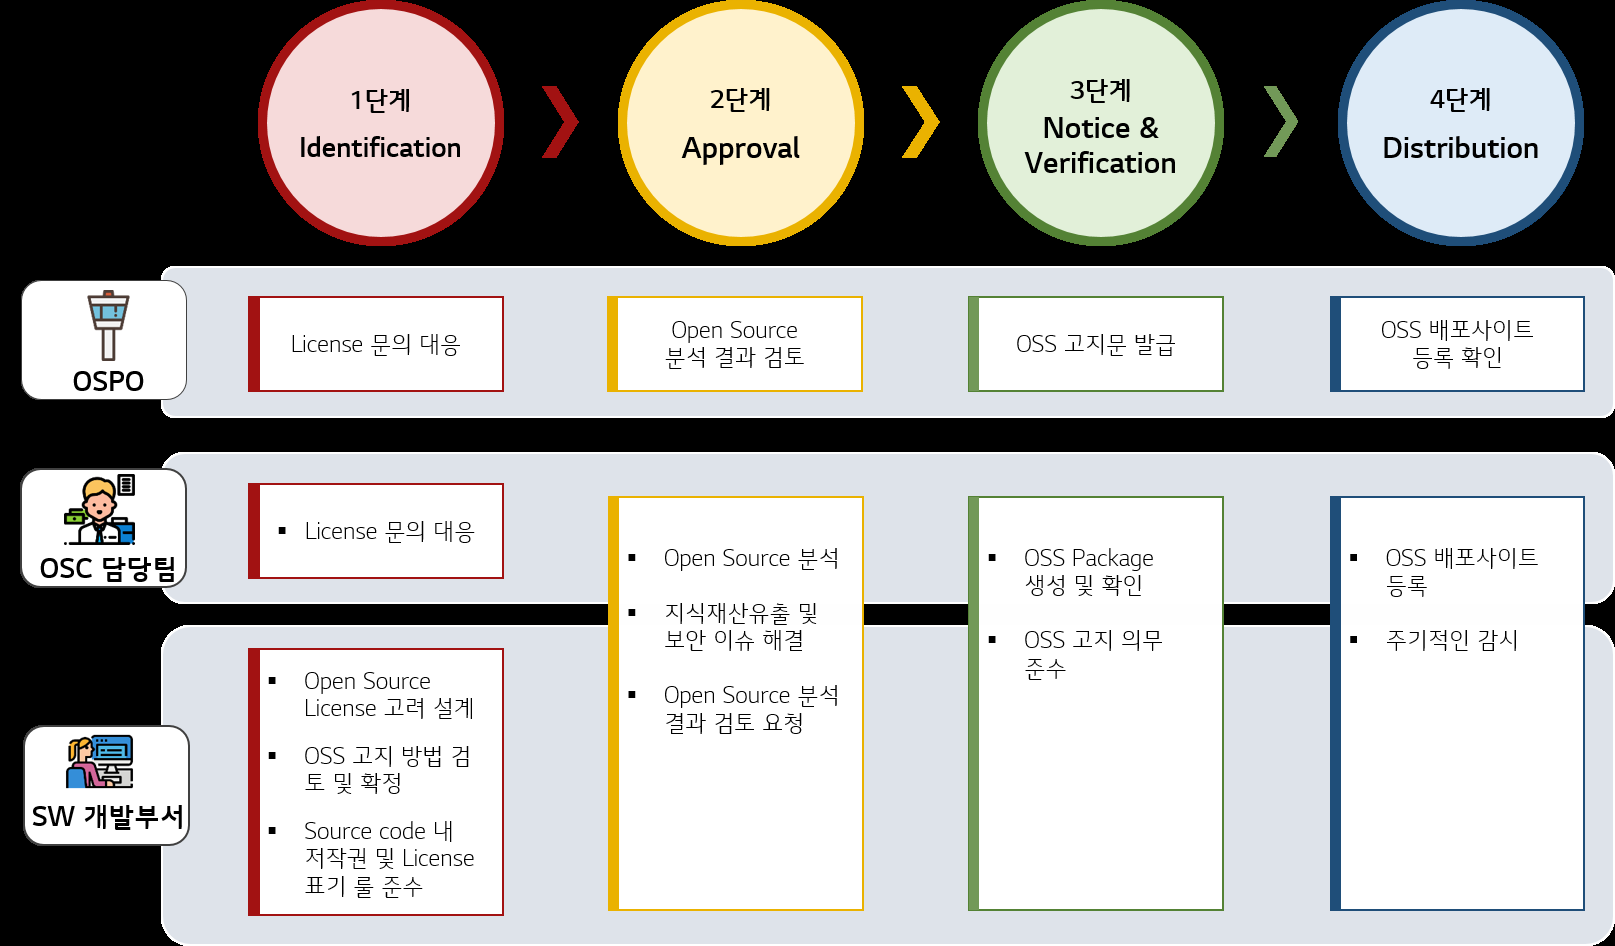 1단계
Identification
2단계
Approval
3단계
Notice &
Verification
4단계
Distribution
OSPO
License 문의 대응
Open Source
분석 결과 검토
OSS 고지문 발급
OSS 배포사이트
등록 확인
OSC 담당팀
▪ License 문의 대응
▪ Open Source 분석
▪ 지식재산유출 및
보안 이슈 해결
▪ Open Source 분석
결과 검토 요청
▪ OSS Package
생성 및 확인
▪ OSS 고지 의무
준수
▪ OSS 배포사이트
등록
▪ 주기적인 감시
SW 개발부서
▪ Open Source
License 고려 설계
▪ OSS 고지 방법 검
토 및 확정
▪ Source code 내
저작권 및 License
표기 룰 준수